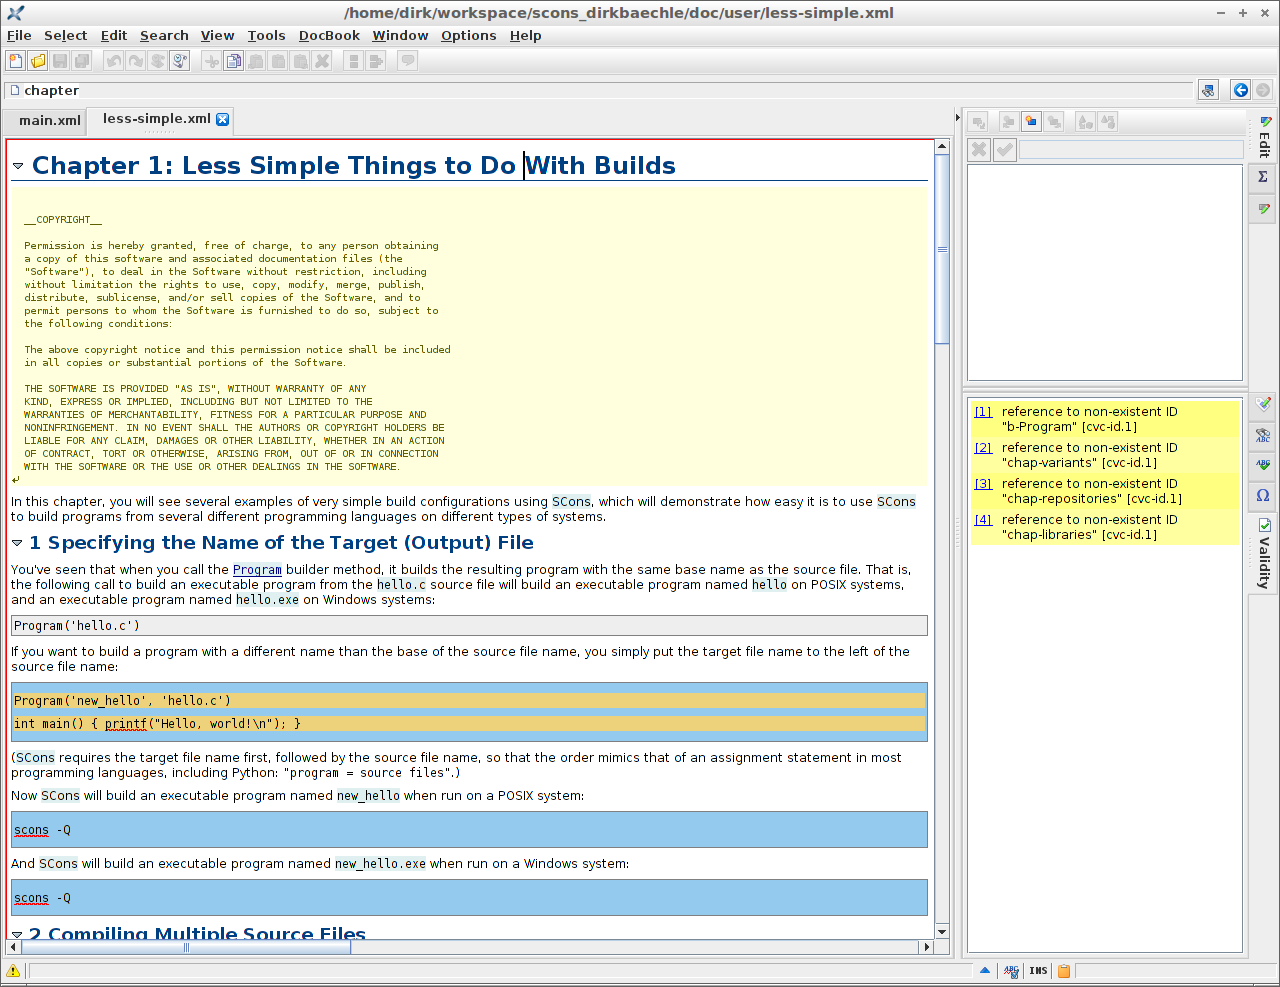 /home/dirk/workspace/scons_dirkbaechle/doc/user/less-simple.xml
File Select Edit Search View Tools DocBook Window Options Help
chapter
main.xml less-simple.xml
Chapter 1: Less Simple Things to Do With Builds
__COPYRIGHT__
Permission is hereby granted, free of charge, to any person obtaining
a copy of this software and associated documentation files (the
"Software"), to deal in the Software without restriction, including
without limitation the rights to use, copy, modify, merge, publish,
distribute, sublicense, and/or sell copies of the Software, and to
permit persons to whom the Software is furnished to do so, subject to
the following conditions:
The above copyright notice and this permission notice shall be included
in all copies or substantial portions of the Software.
THE SOFTWARE IS PROVIDED "AS IS", WITHOUT WARRANTY OF ANY
KIND, EXPRESS OR IMPLIED, INCLUDING BUT NOT LIMITED TO THE
WARRANTIES OF MERCHANTABILITY, FITNESS FOR A PARTICULAR PURPOSE AND
NONINFRINGEMENT. IN NO EVENT SHALL THE AUTHORS OR COPYRIGHT HOLDERS BE
LIABLE FOR ANY CLAIM, DAMAGES OR OTHER LIABILITY, WHETHER IN AN ACTION
OF CONTRACT, TORT OR OTHERWISE, ARISING FROM, OUT OF OR IN CONNECTION
WITH THE SOFTWARE OR THE USE OR OTHER DEALINGS IN THE SOFTWARE.
In this chapter, you will see several examples of very simple build configurations using SCons, which will demonstrate how easy it is to use SCons
to build programs from several different programming languages on different types of systems.
1 Specifying the Name of the Target (Output) File
You've seen that when you call the Program builder method, it builds the resulting program with the same base name as the source file. That is,
the following call to build an executable program from the hello.c source file will build an executable program named hello on POSIX systems,
and an executable program named hello.exe on Windows systems:
Program('hello.c')
If you want to build a program with a different name than the base of the source file name, you simply put the target file name to the left of the
source file name:
Program('new_hello', 'hello.c')
int main() { printf("Hello, world!\n"); }
(SCons requires the target file name first, followed by the source file name, so that the order mimics that of an assignment statement in most
programming languages, including Python: "program = source files".)
Now SCons will build an executable program named new_hello when run on a POSIX system:
scons -Q
And SCons will build an executable program named new_hello.exe when run on a Windows system:
scons -Q
2 Compiling Multiple Source Files
Edit
Σ
[1] reference to non-existent ID
"b-Program" [cvc-id.1]
[2] reference to non-existent ID
"chap-variants" [cvc-id.1]
[3] reference to non-existent ID
"chap-repositories" [cvc-id.1]
[4] reference to non-existent ID
"chap-libraries" [cvc-id.1]
ABC
ABC
Ω
Validity
ABC INS